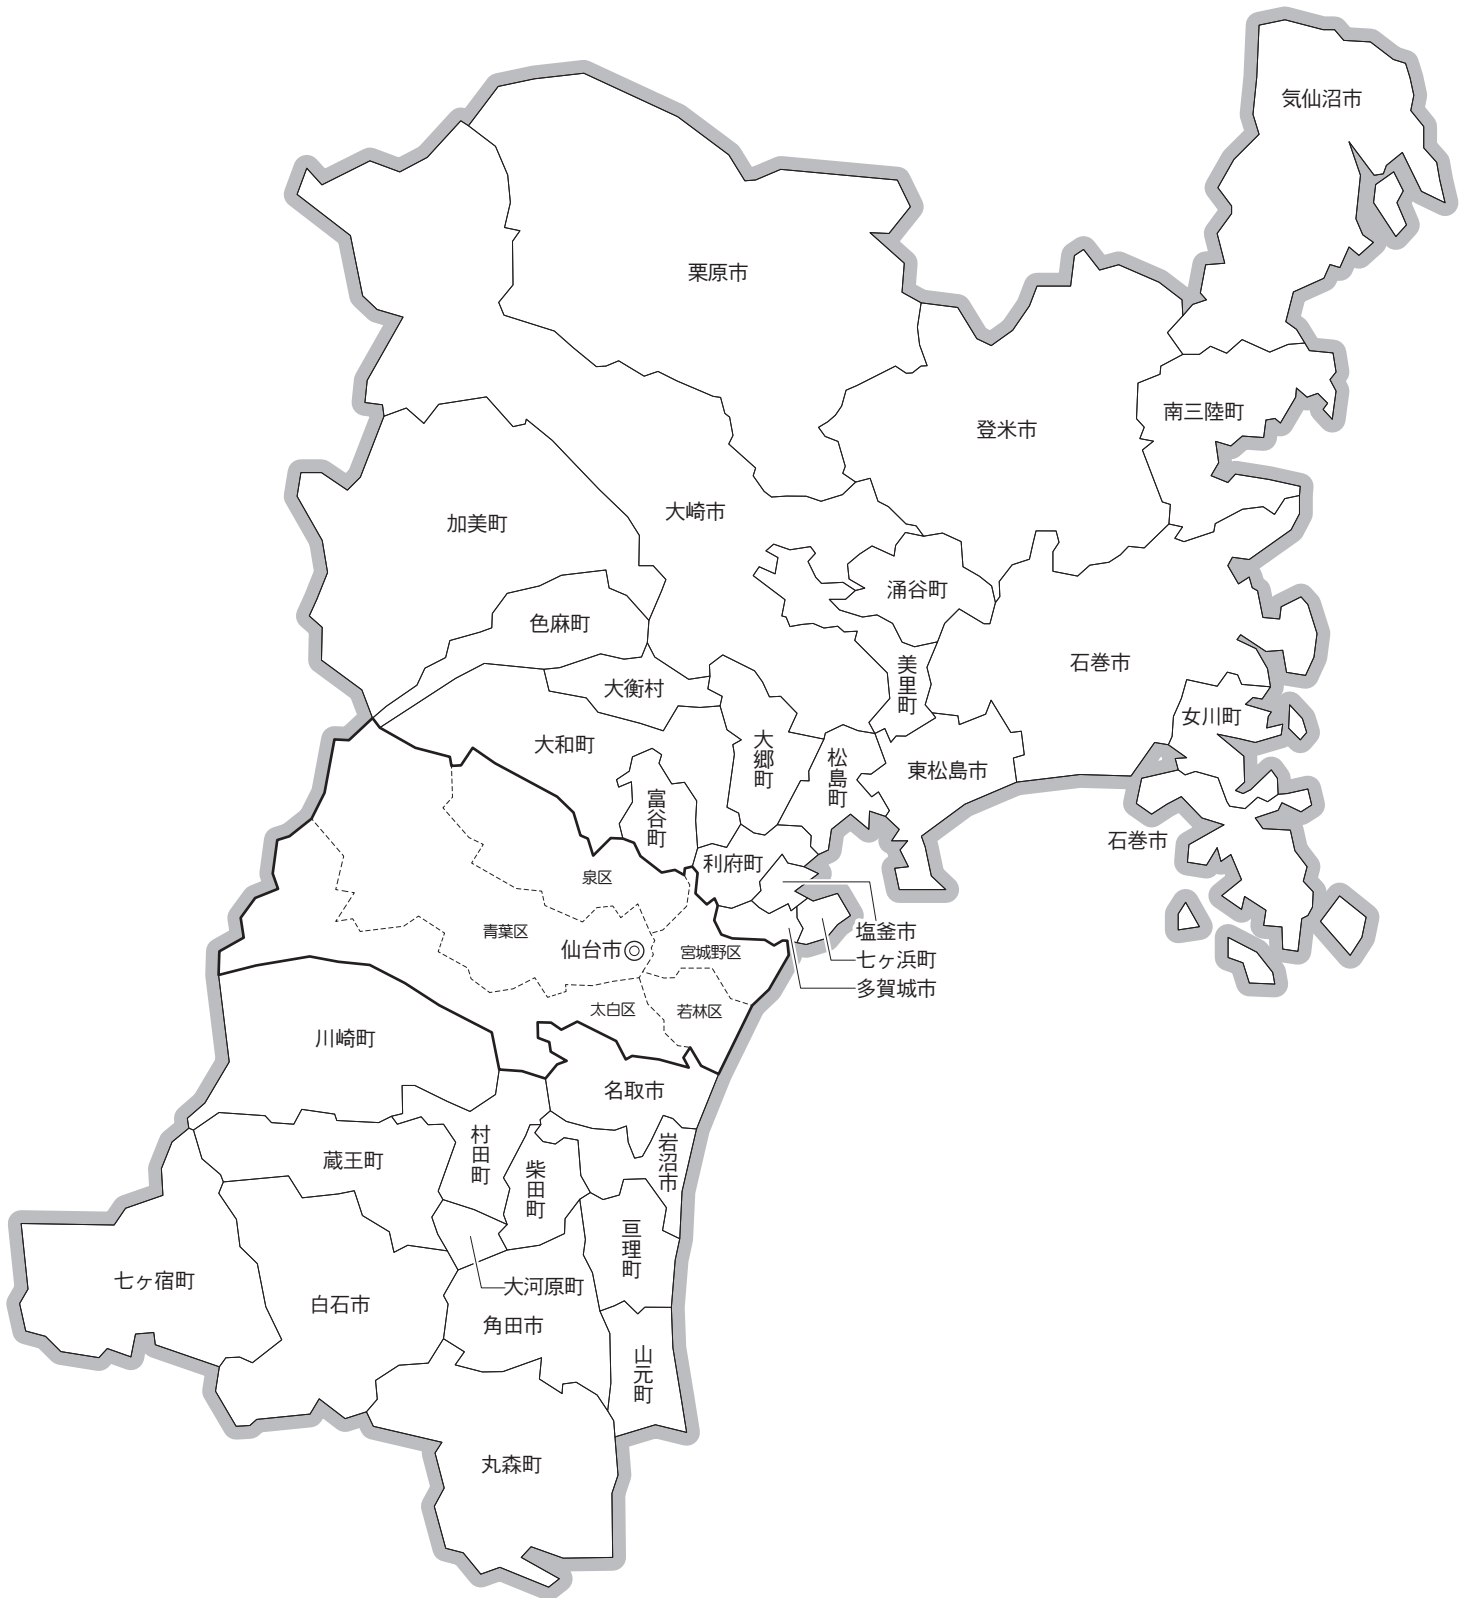 気仙沼市
栗原市
南三陸町
登米市
大崎市
加美町
涌谷町
色麻町
石巻市
美里町
大衡村
女川町
大和町
大郷町
松島町
東松島市
富谷町
石巻市
利府町
泉区
青葉区
仙台市◎
宮城野区
塩釜市
七ヶ浜町
多賀城市
太白区
若林区
川崎町
名取市
村田町
岩沼市
蔵王町
柴田町
亘理町
七ヶ宿町
大河原町
白石市
角田市
山元町
丸森町